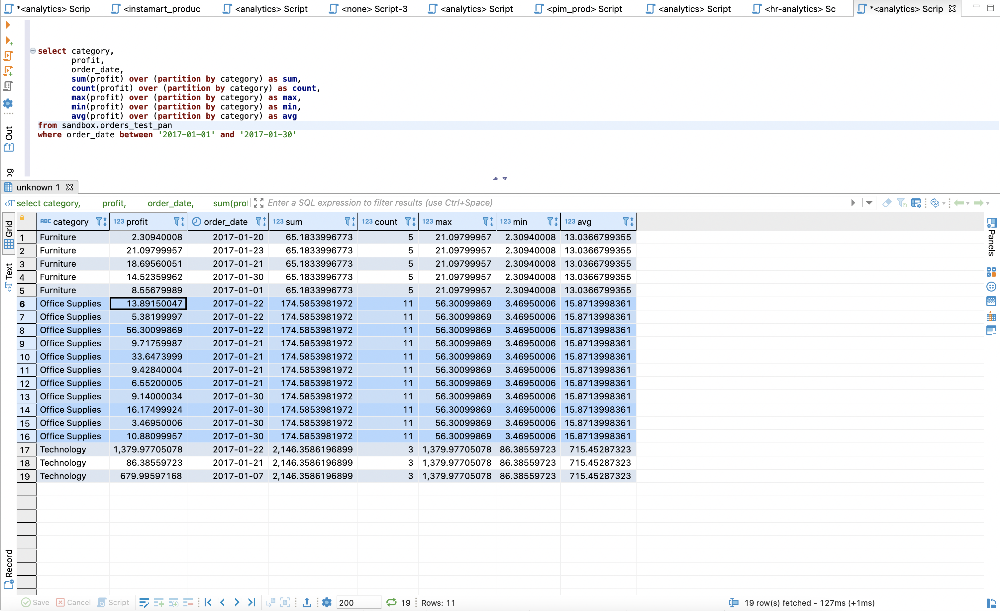 *<analytics> Scrip <instamart_produc <analytics> Script <none> Script-3 <analytics> Script <pim_prod> Script <analytics> Script <hr-analytics> Sc *<analytics> Scrip
select category,
profit,
order_date,
sum(profit) over (partition by category) as sum,
count(profit) over (partition by category) as count,
max(profit) over (partition by category) as max,
min(profit) over (partition by category) as min,
avg(profit) over (partition by category) as avg
from sandbox.orders_test_pan
where order_date between '2017-01-01' and '2017-01-30'
Out
unknown 1
select category, profit, order_date, sum(prof Enter a SQL expression to filter results (use Ctrl+Space)
Grid
Text
Record
Panels
ABC category 123 profit order_date 123 sum 123 count 123 max 123 min 123 avg
1 Furniture 2.30940008 2017-01-20 65.1833996773 5 21.09799957 2.30940008 13.0366799355
2 Furniture 21.09799957 2017-01-23 65.1833996773 5 21.09799957 2.30940008 13.0366799355
3 Furniture 18.69560051 2017-01-21 65.1833996773 5 21.09799957 2.30940008 13.0366799355
4 Furniture 14.52359962 2017-01-30 65.1833996773 5 21.09799957 2.30940008 13.0366799355
5 Furniture 8.55679989 2017-01-01 65.1833996773 5 21.09799957 2.30940008 13.0366799355
6 Office Supplies 13.89150047 2017-01-22 174.5853981972 11 56.30099869 3.46950006 15.8713998361
7 Office Supplies 5.38199997 2017-01-22 174.5853981972 11 56.30099869 3.46950006 15.8713998361
8 Office Supplies 56.30099869 2017-01-22 174.5853981972 11 56.30099869 3.46950006 15.8713998361
9 Office Supplies 9.71759987 2017-01-21 174.5853981972 11 56.30099869 3.46950006 15.8713998361
10 Office Supplies 33.6473999 2017-01-21 174.5853981972 11 56.30099869 3.46950006 15.8713998361
11 Office Supplies 9.42840004 2017-01-21 174.5853981972 11 56.30099869 3.46950006 15.8713998361
12 Office Supplies 6.55200005 2017-01-21 174.5853981972 11 56.30099869 3.46950006 15.8713998361
13 Office Supplies 9.14000034 2017-01-30 174.5853981972 11 56.30099869 3.46950006 15.8713998361
14 Office Supplies 16.17499924 2017-01-30 174.5853981972 11 56.30099869 3.46950006 15.8713998361
15 Office Supplies 3.46950006 2017-01-30 174.5853981972 11 56.30099869 3.46950006 15.8713998361
16 Office Supplies 10.88099957 2017-01-30 174.5853981972 11 56.30099869 3.46950006 15.8713998361
17 Technology 1,379.97705078 2017-01-22 2,146.3586196899 3 1,379.97705078 86.38559723 715.45287323
18 Technology 86.38559723 2017-01-21 2,146.3586196899 3 1,379.97705078 86.38559723 715.45287323
19 Technology 679.99597168 2017-01-07 2,146.3586196899 3 1,379.97705078 86.38559723 715.45287323
Save Cancel Script 200 19 Rows: 11 19 row(s) fetched - 127ms (+1ms)